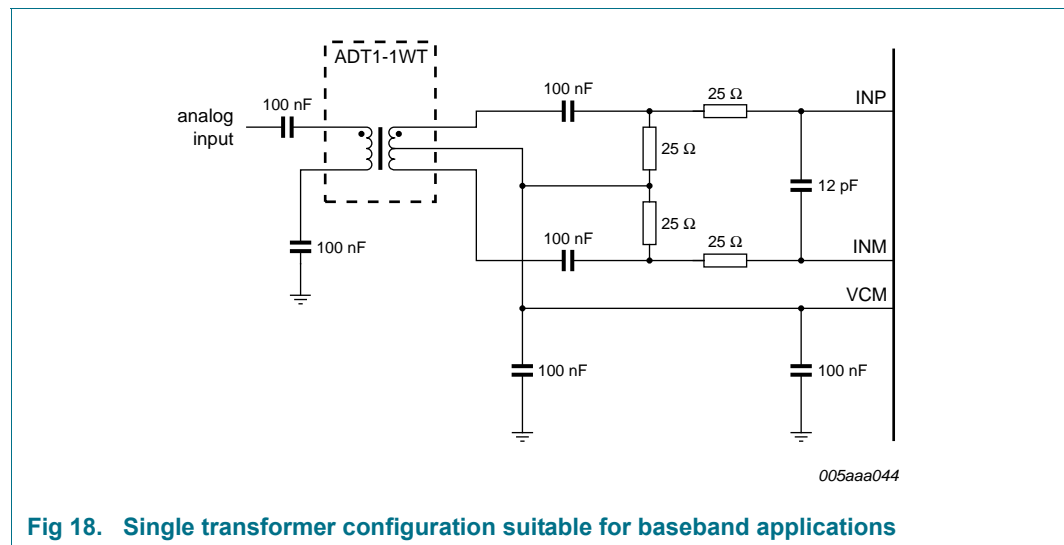 ADT1-1WT
analog
input
100 nF
100 nF
100 nF
25 Ω
INP
25 Ω
12 pF
25 Ω
100 nF
25 Ω
INM
VCM
100 nF
100 nF
005aaa044
Fig 18. Single transformer configuration suitable for baseband applications